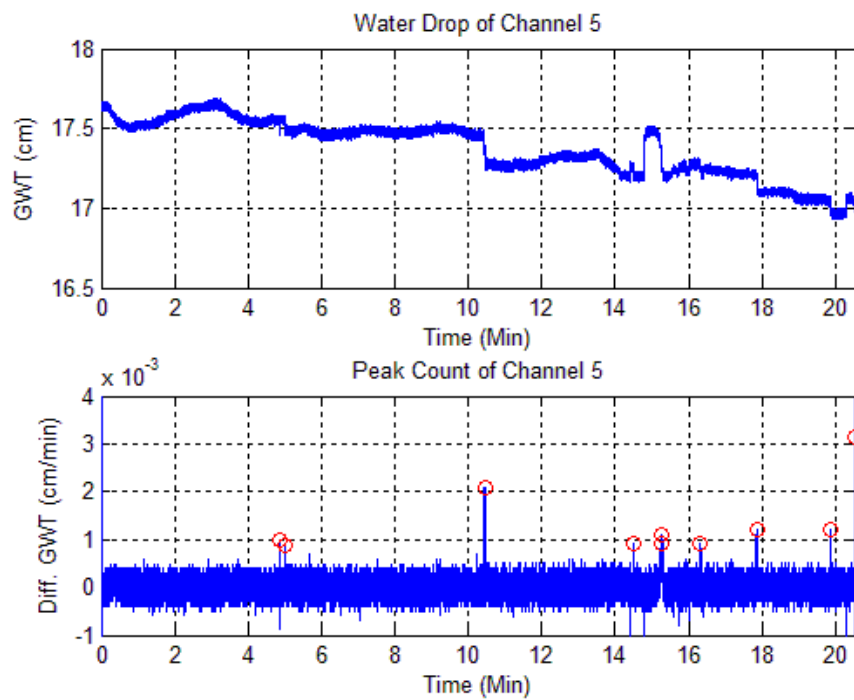 Water Drop of Channel 5
18
17.5
17
16.5
GWT (cm)
0 2 4 6 8 10 12 14 16 18 20
Time (Min)
Peak Count of Channel 5
x 10^-3
4
3
2
1
0
-1
Diff. GWT (cm/min)
0 2 4 6 8 10 12 14 16 18 20
Time (Min)